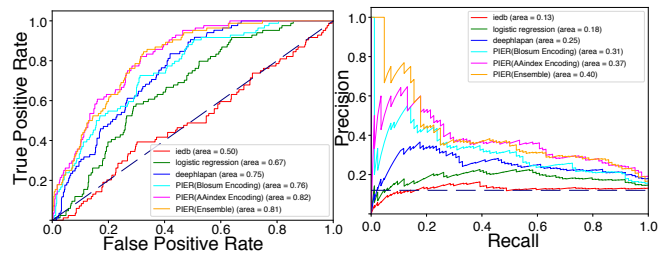 1.0
0.8
0.6
0.4
0.2
True Positive Rate
iedb (area = 0.50)
logistic regression (area = 0.67)
deephlapan (area = 0.75)
PIER(Blosum Encoding) (area = 0.76)
PIER(AAindex Encoding) (area = 0.82)
PIER(Ensemble) (area = 0.81)
0.0 0.2 0.4 0.6 0.8 1.0
False Positive Rate
1.0
0.8
0.6
0.4
0.2
Precision
iedb (area = 0.13)
logistic regression (area = 0.18)
deephlapan (area = 0.25)
PIER(Blosum Encoding) (area = 0.31)
PIER(AAindex Encoding) (area = 0.37)
PIER(Ensemble) (area = 0.40)
0.0 0.2 0.4 0.6 0.8 1.0
Recall